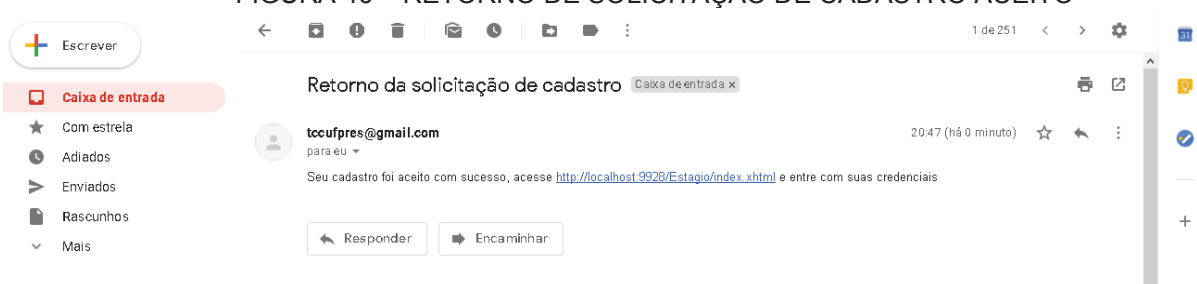 Escrever
1 de 251
31
Caixa de entrada
Com estrela
Adiados
Enviados
Rascunhos
Mais
Retorno da solicitação de cadastro Caixa de entrada x
tccufpres@gmail.com 20:47 (há 0 minuto)
para eu
Seu cadastro foi aceito com sucesso, acesse http://localhost:9928/Estagio/index.xhtml e entre com suas credenciais
Responder Encaminhar